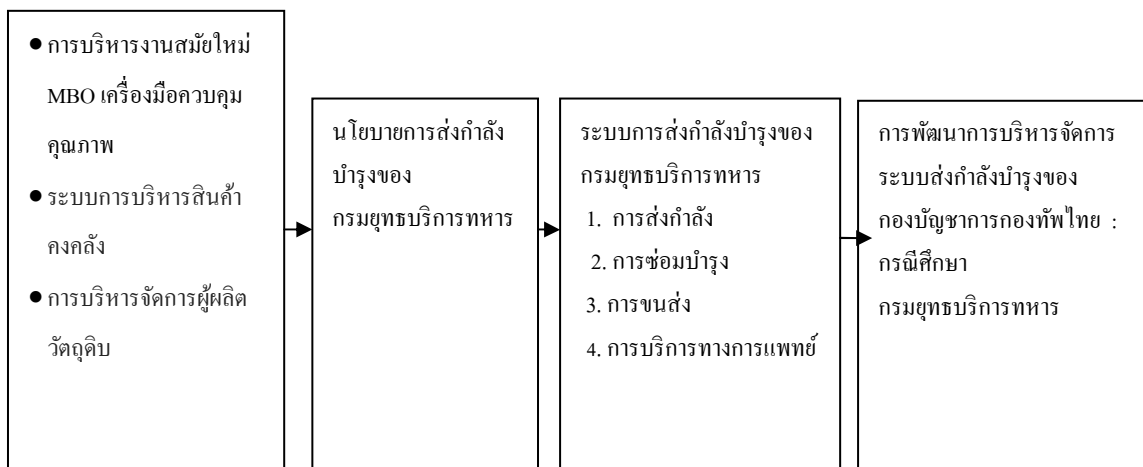 ● การบริหารงานสมัยใหม่
MBO เครื่องมือควบคุม
คุณภาพ
● ระบบการบริหารสินค้า
คงคลัง
● การบริหารจัดการผู้ผลิต
วัตถุดิบ
นโยบายการส่งกำลัง
บำรุงของ
กรมยุทธบริการทหาร
ระบบการส่งกำลังบำรุงของ
กรมยุทธบริการทหาร
1. การส่งกำลัง
2. การซ่อมบำรุง
3. การขนส่ง
4. การบริการทางการแพทย์
การพัฒนาการบริหารจัดการ
ระบบส่งกำลังบำรุงของ
กองบัญชาการกองทัพไทย :
กรณีศึกษา
กรมยุทธบริการทหาร